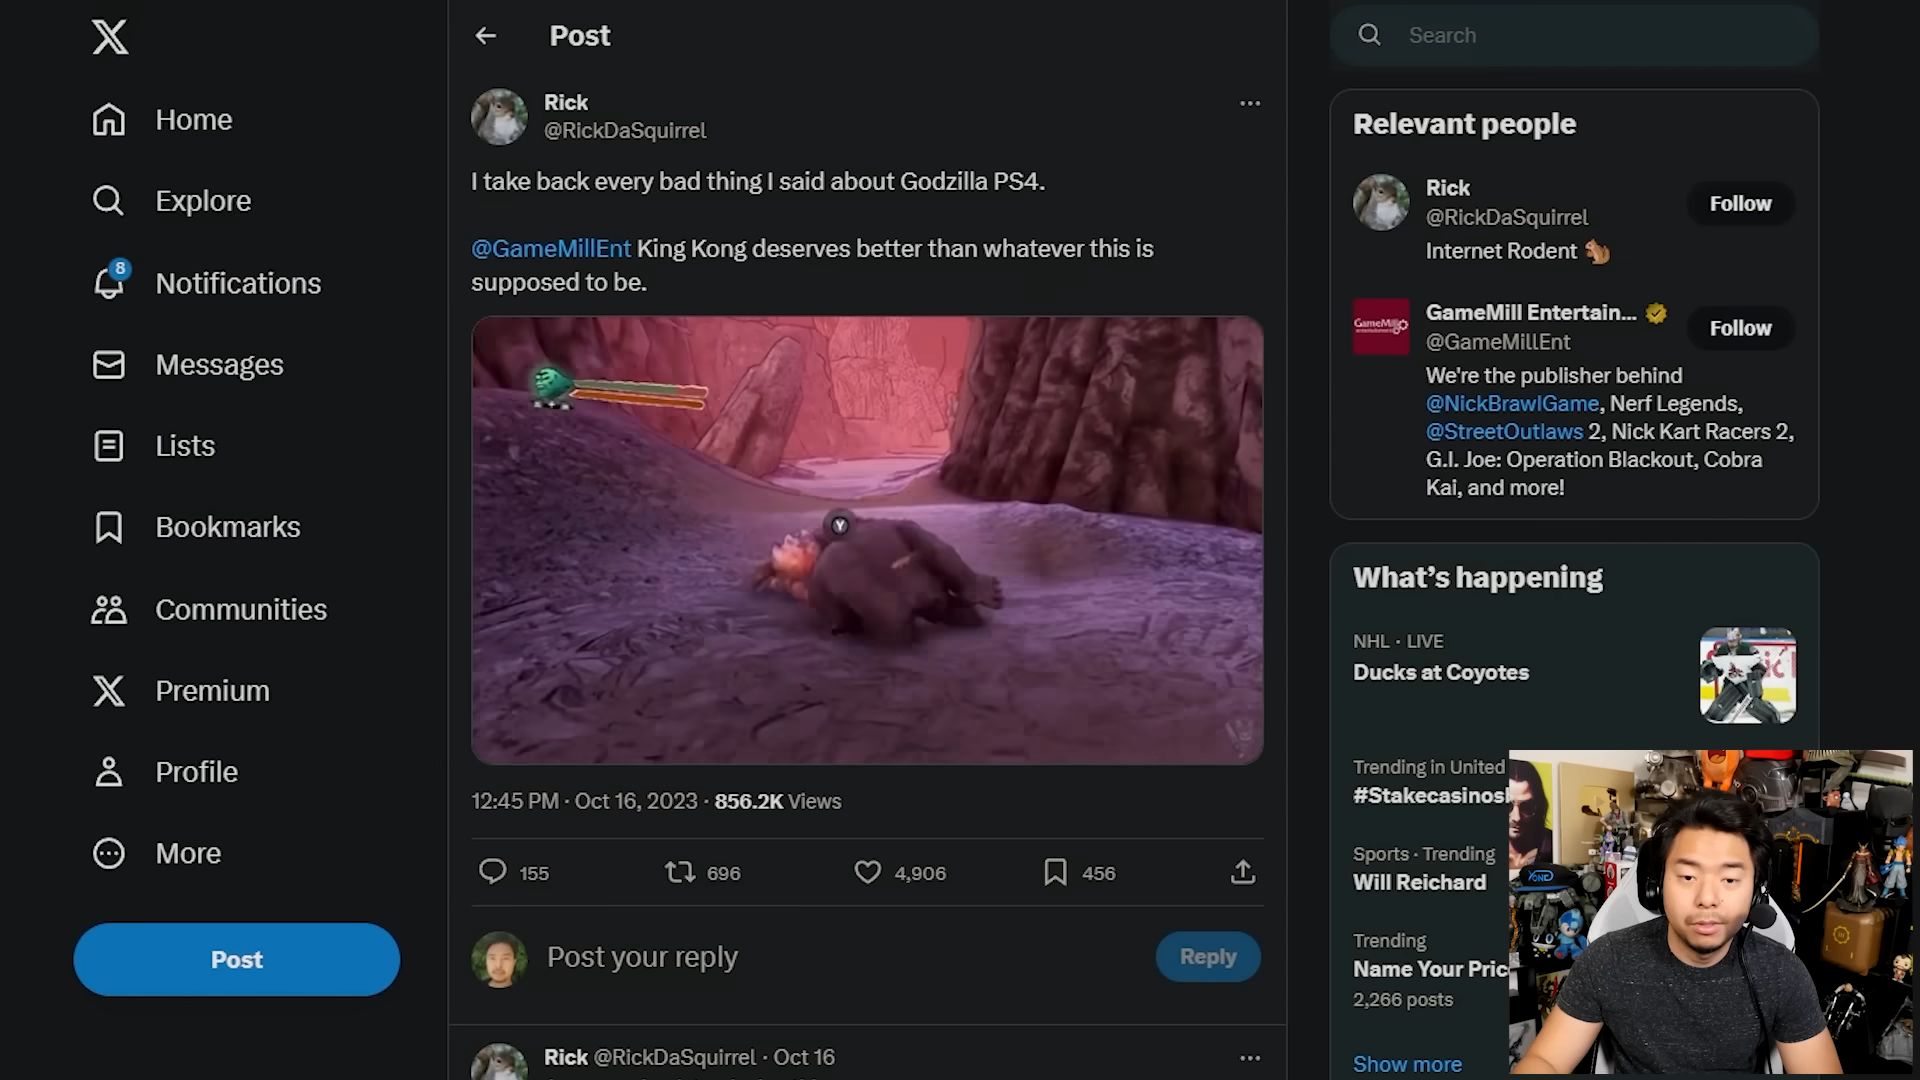 Home
Explore
8
Notifications
Messages
Lists
Bookmarks
Communities
Premium
Profile
More
Post
Post
Rick
@RickDaSquirrel
I take back every bad thing I said about Godzilla PS4.
@GameMillEnt King Kong deserves better than whatever this is
supposed to be.
Y
12:45 PM · Oct 16, 2023 · 856.2K Views
155
696
4,906
456
Post your reply
Reply
Rick @RickDaSquirrel · Oct 16
Search
Relevant people
Rick
@RickDaSquirrel
Follow
Internet Rodent
GameMill
GameMill Entertain...
@GameMillEnt
Follow
We're the publisher behind
@NickBrawlGame, Nerf Legends,
@StreetOutlaws 2, Nick Kart Racers 2,
G.I. Joe: Operation Blackout, Cobra
Kai, and more!
What's happening
NHL · LIVE
Ducks at Coyotes
Trending in United
#Stakecasinos
Sports · Trending
Will Reichard
Trending
Name Your Pric
2,266 posts
Show more